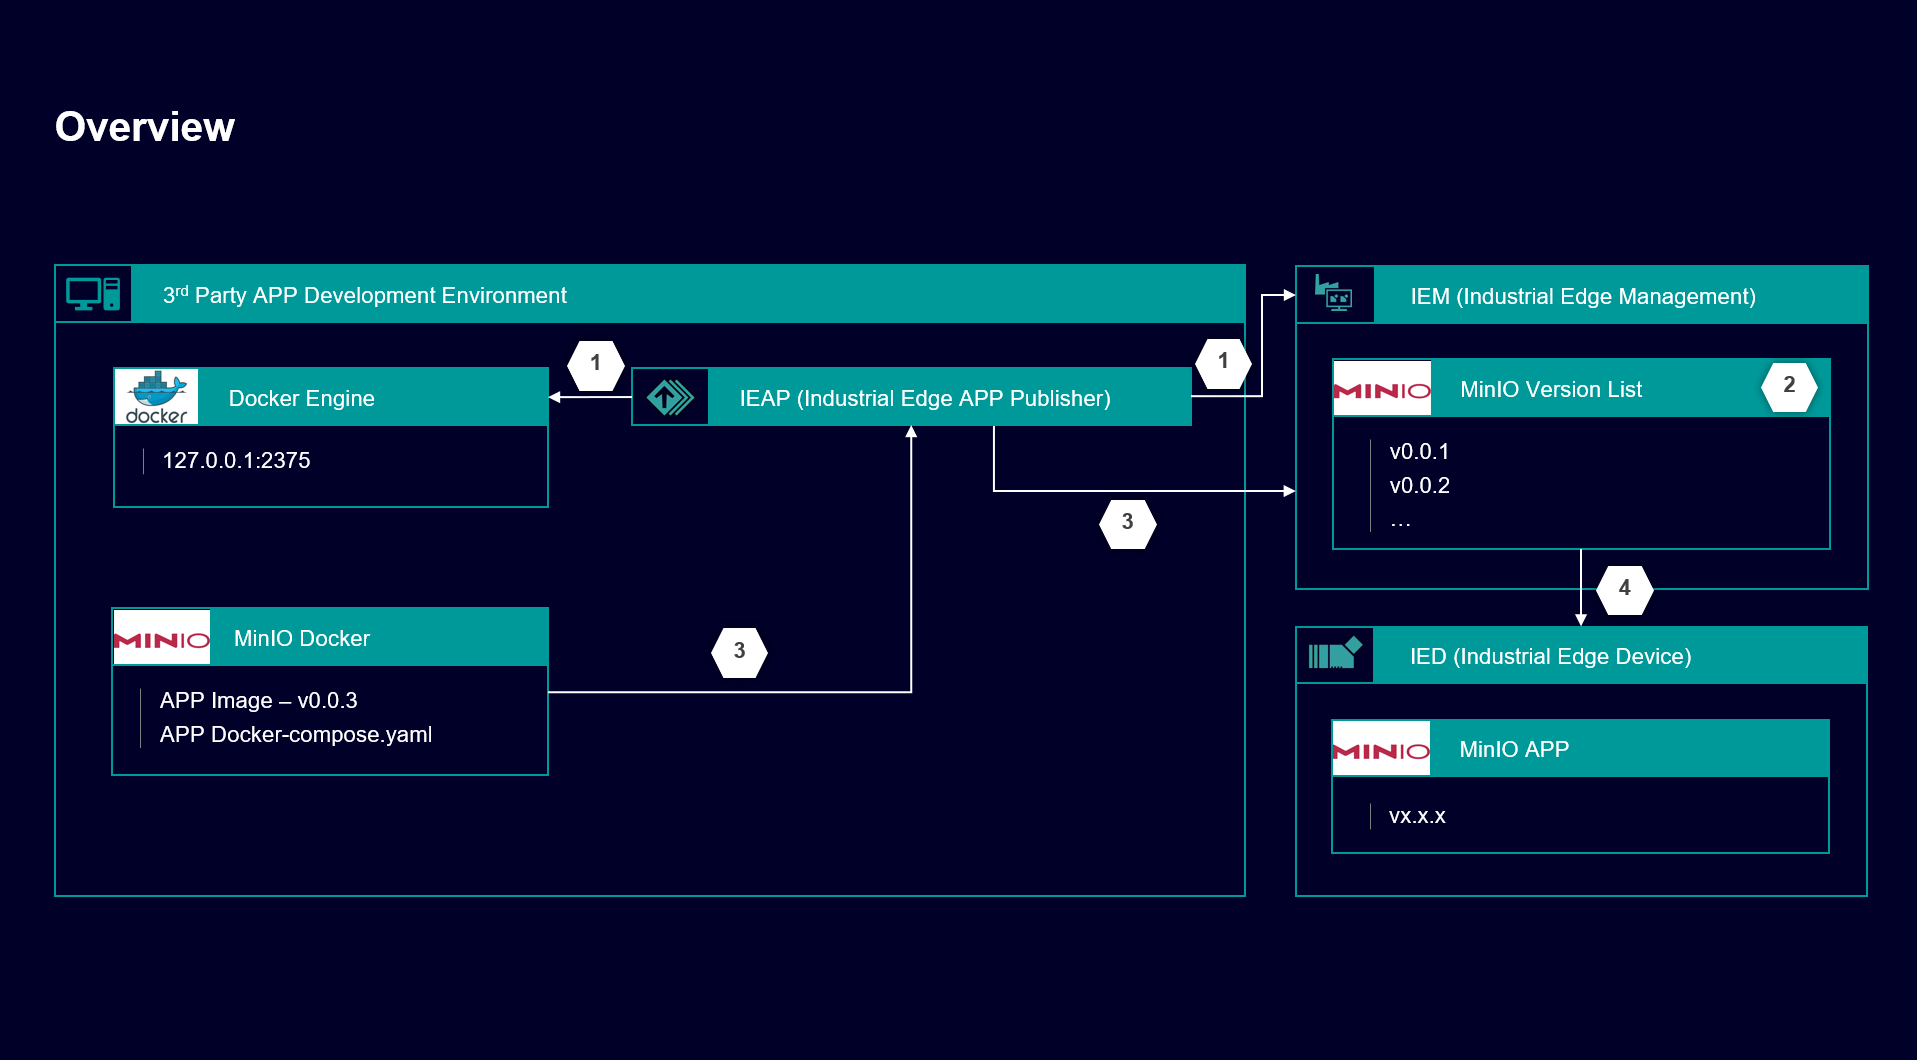 Overview
3rd Party APP Development Environment
1
docker
Docker Engine
127.0.0.1:2375
IEAP (Industrial Edge APP Publisher)
1
3
MINIO
MinIO Docker
APP Image – v0.0.3
APP Docker-compose.yaml
3
IEM (Industrial Edge Management)
MINIO
MinIO Version List
2
v0.0.1
v0.0.2
…
4
IED (Industrial Edge Device)
MINIO
MinIO APP
vx.x.x